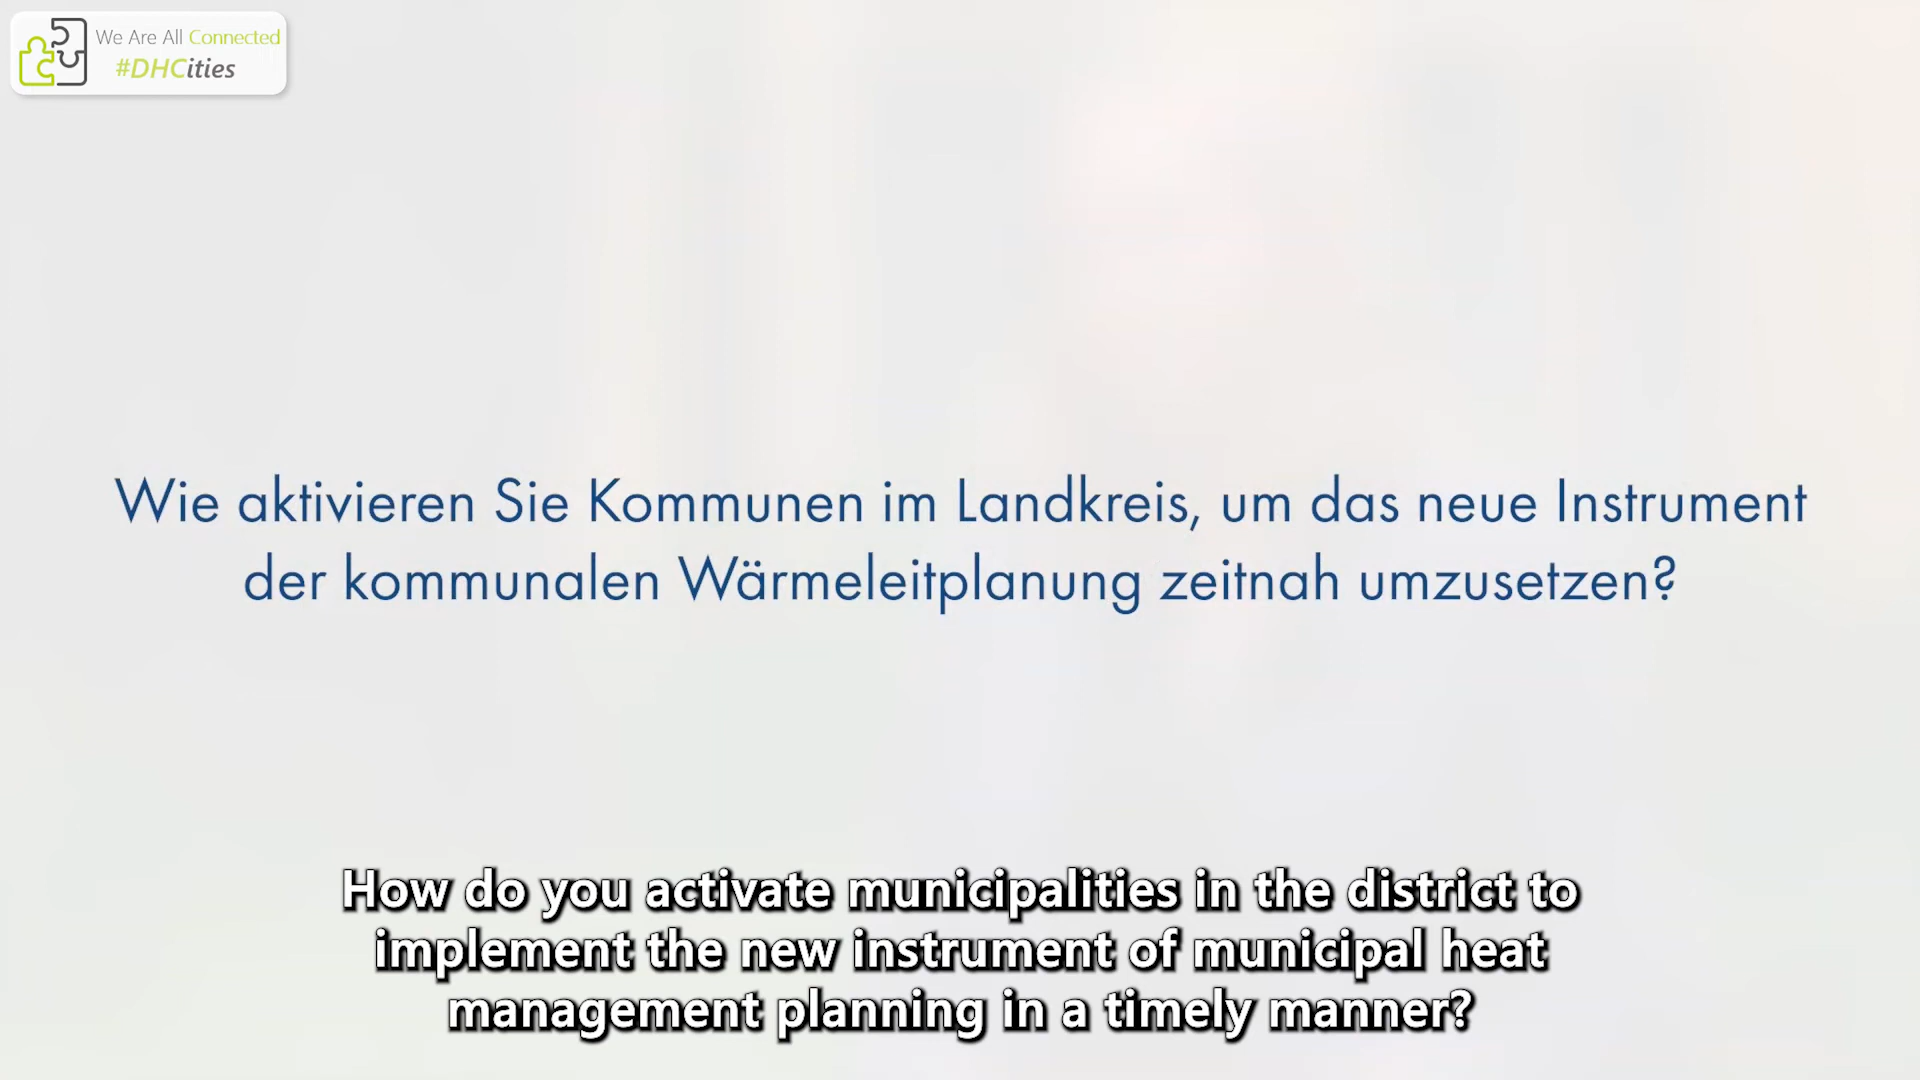 We Are All Connected
#DHCities
Wie aktivieren Sie Kommunen im Landkreis, um das neue Instrument
der kommunalen Wärmeleitplanung zeitnah umzusetzen?
How do you activate municipalities in the district to
implement the new instrument of municipal heat
management planning in a timely manner?